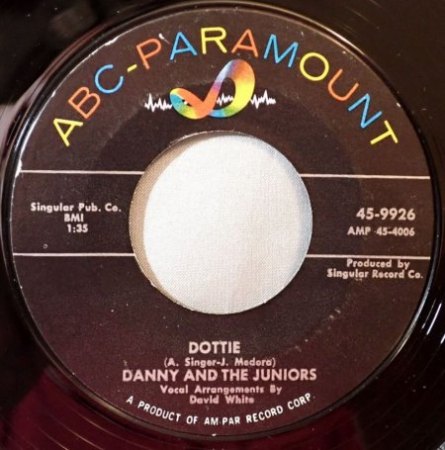 ABC-PARAMOUNT
Singular Pub. Co.
BMI
1:35
45-9926
AMP 45-4006
Produced by
Singular Record Co.
DOTTIE
(A. Singer-J. Medora)
DANNY AND THE JUNIORS
Vocal Arrangements By
David White
A PRODUCT OF AM-PAR RECORD CORP.